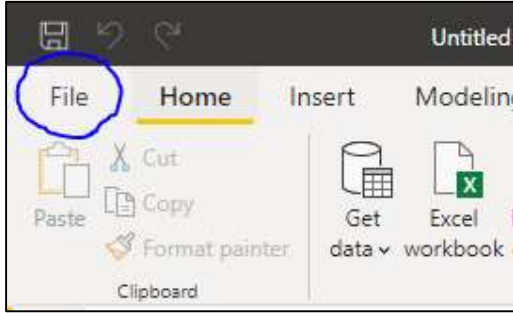 Untitled
File Home Insert Modeling
Cut
Copy
Paste
Format painter
Get data
Excel workbook
Clipboard